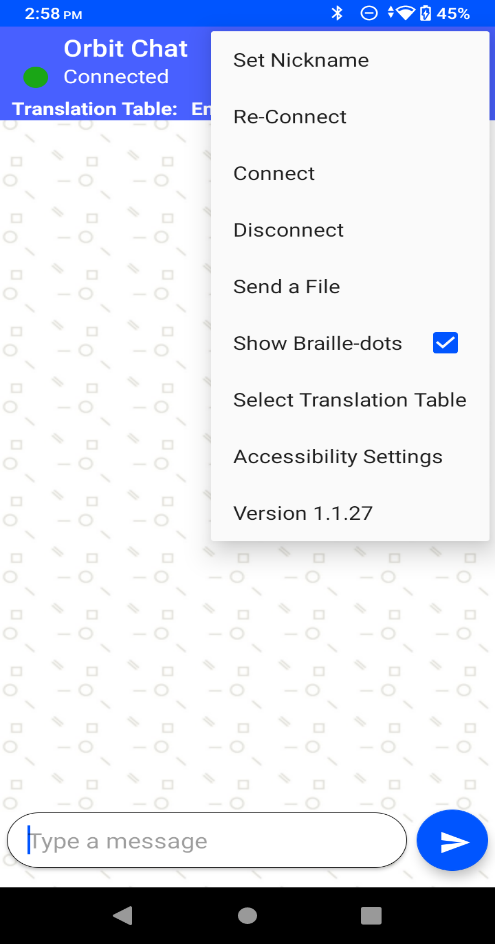 2:58 PM
45%
Orbit Chat
Connected
Translation Table: En
Set Nickname
Re-Connect
Connect
Disconnect
Send a File
Show Braille-dots
Select Translation Table
Accessibility Settings
Version 1.1.27
Type a message